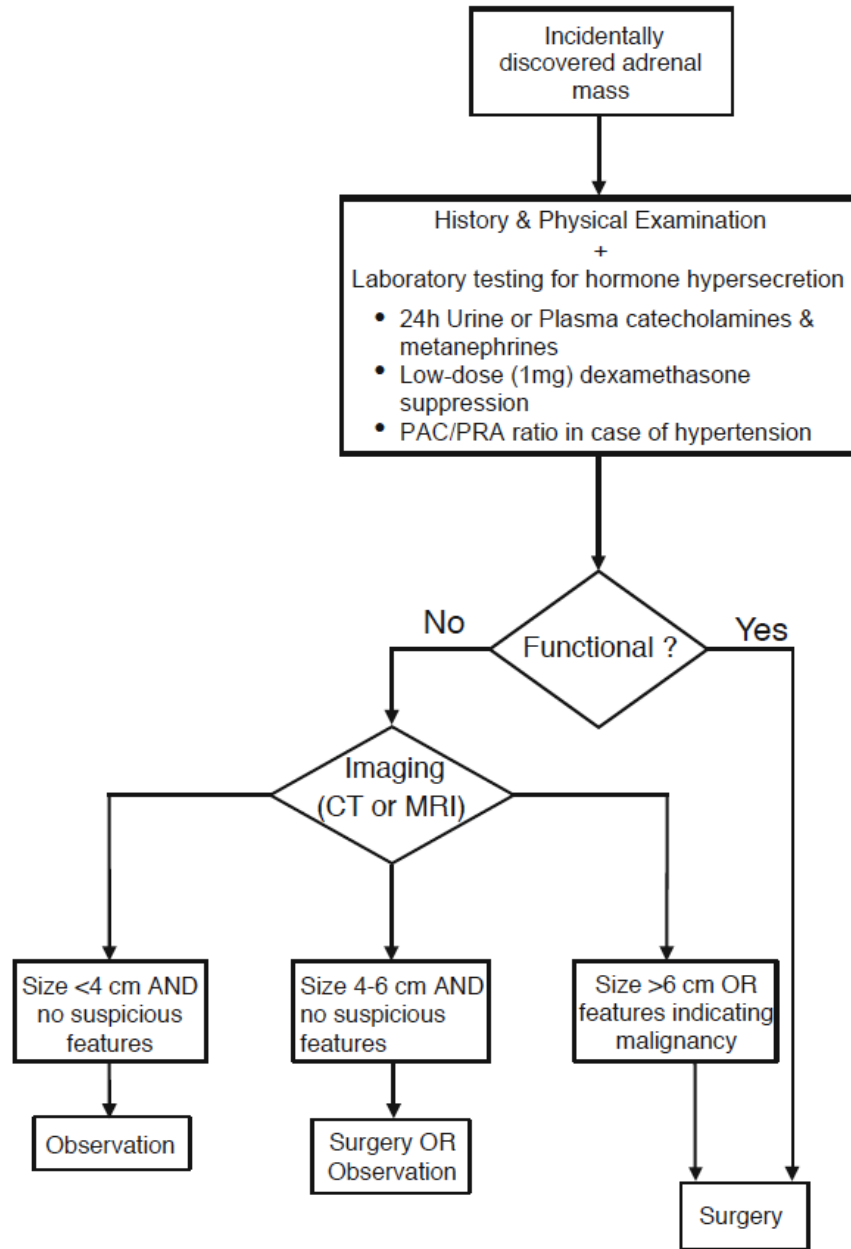 Incidentally
discovered adrenal
mass
History & Physical Examination
+
Laboratory testing for hormone hypersecretion
• 24h Urine or Plasma catecholamines &
metanephrines
• Low-dose (1mg) dexamethasone
suppression
• PAC/PRA ratio in case of hypertension
No
Functional ?
Yes
Imaging
(CT or MRI)
Size <4 cm AND
no suspicious
features
Size 4-6 cm AND
no suspicious
features
Size >6 cm OR
features indicating
malignancy
Observation
Surgery OR
Observation
Surgery